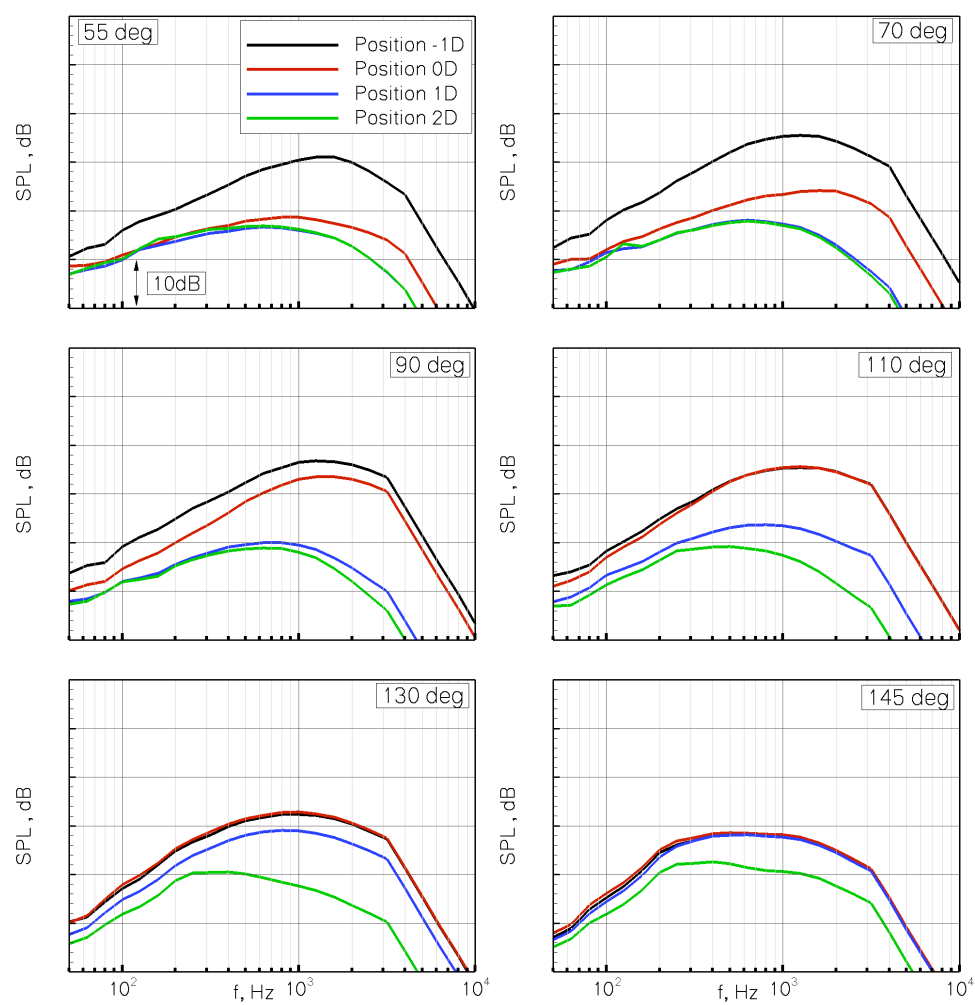 55 deg
Position -1D
Position 0D
Position 1D
Position 2D
SPL, dB
10dB
70 deg
SPL, dB
90 deg
SPL, dB
110 deg
SPL, dB
10⁴
130 deg
SPL, dB
10²
f, Hz
10³
10⁴
145 deg
SPL, dB
10²
f, Hz
10³
10⁴